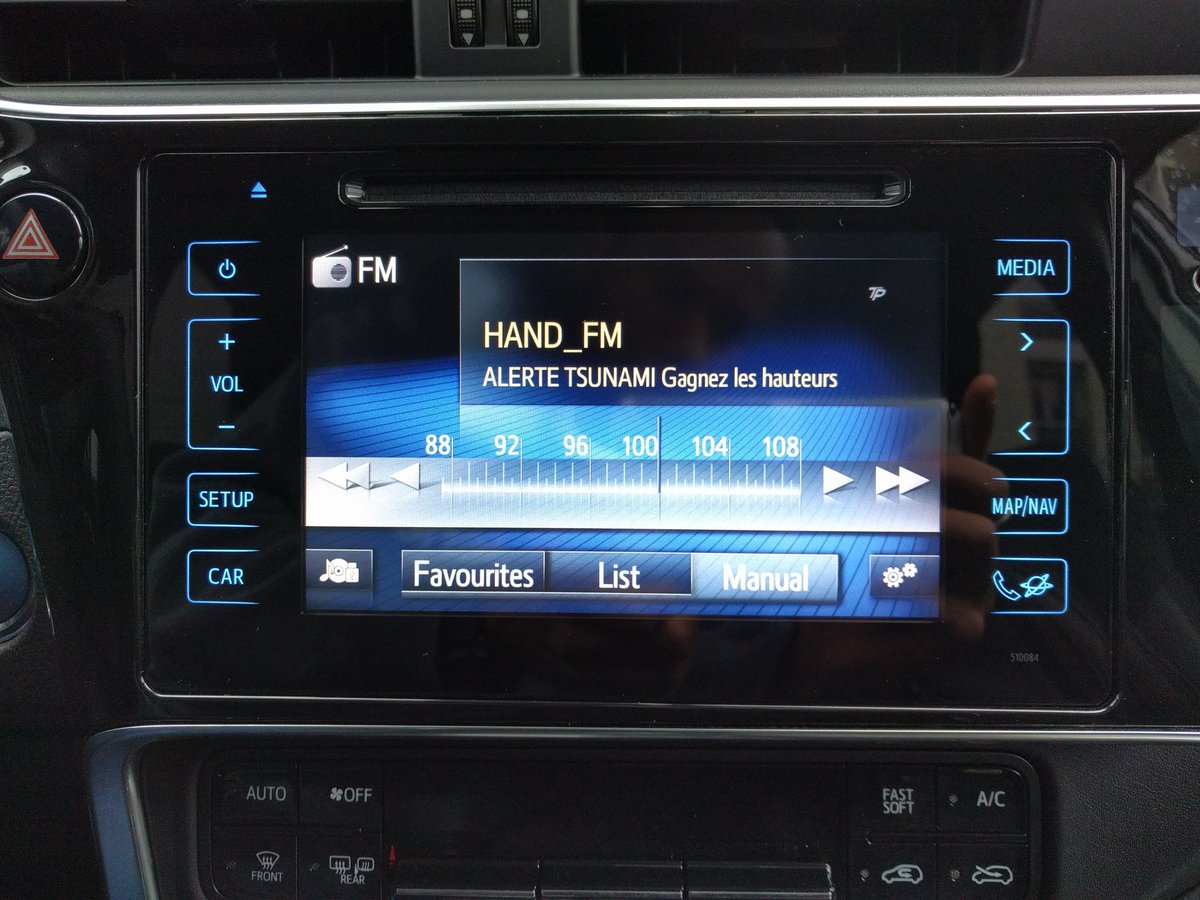 FM
MEDIA
TP
+
VOL
−
HAND_FM
ALERTE TSUNAMI Gagnez les hauteurs
88 92 96 100 104 108
SETUP
MAP/NAV
CAR
Favourites List Manual
510084
AUTO
OFF
FAST
SOFT
A/C
FRONT
REAR